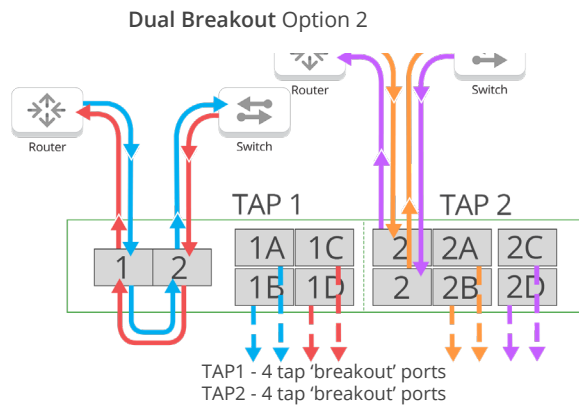 Dual Breakout Option 2
Router
Switch
Router
Switch
TAP 1
TAP 2
1 2
1A 1C
1B 1D
2 2A 2C
2 2B 2D
TAP1 - 4 tap ‘breakout’ ports
TAP2 - 4 tap ‘breakout’ ports